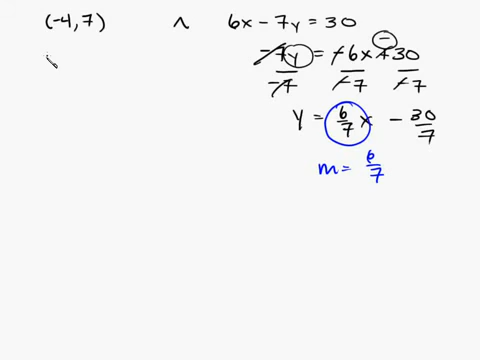 (-4,7) ∧ 6x - 7y = 30
-7y = -6x + 30
-7 -7 -7
y = 6/7 x - 30/7
m = 6/7